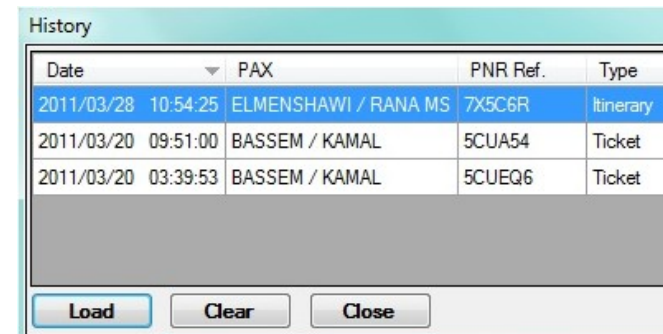 History
Date PAX PNR Ref. Type
2011/03/28 10:54:25 ELMENSHAWI / RANA MS 7X5C6R Itinerary
2011/03/20 09:51:00 BASSEM / KAMAL 5CUA54 Ticket
2011/03/20 03:39:53 BASSEM / KAMAL 5CUEQ6 Ticket
Load Clear Close